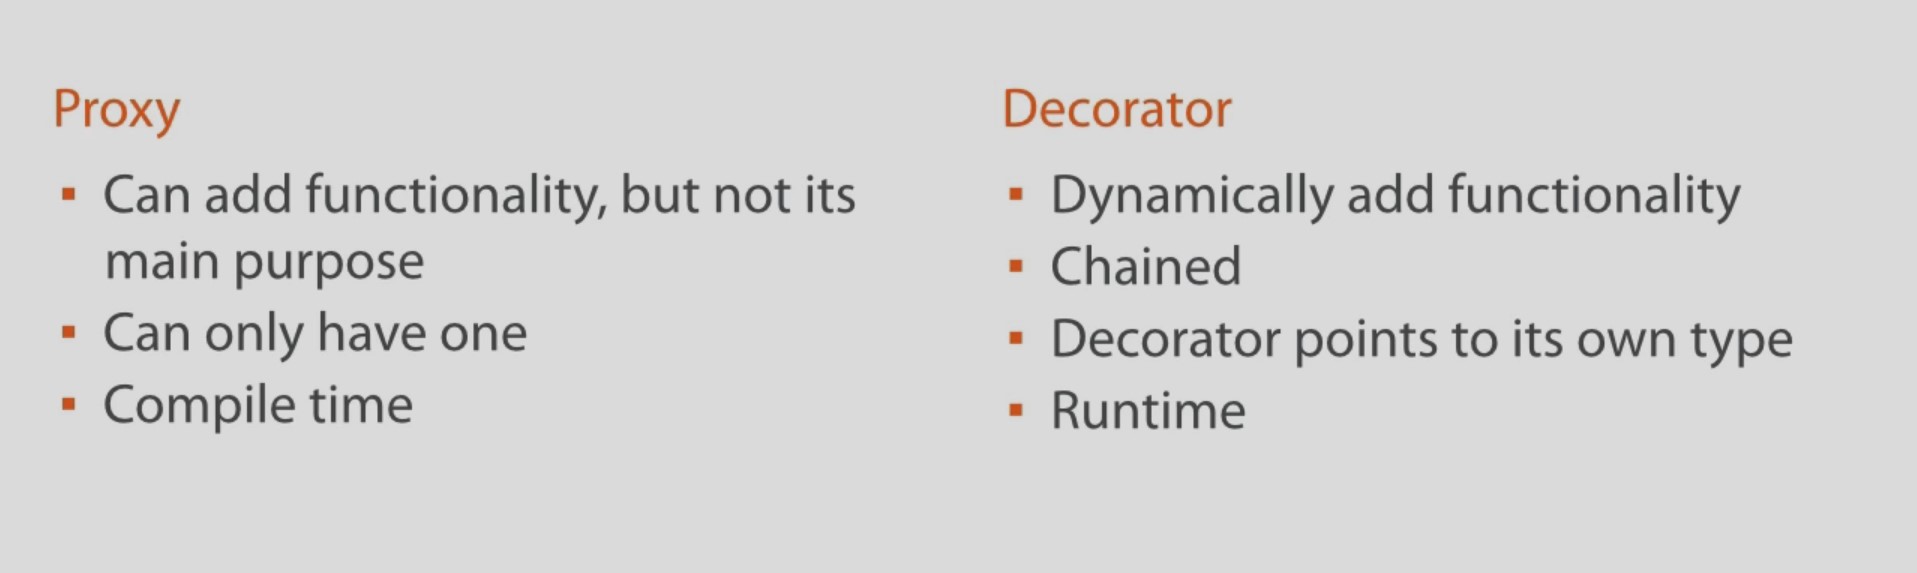 Proxy
▪ Can add functionality, but not its
main purpose
▪ Can only have one
▪ Compile time
Decorator
▪ Dynamically add functionality
▪ Chained
▪ Decorator points to its own type
▪ Runtime